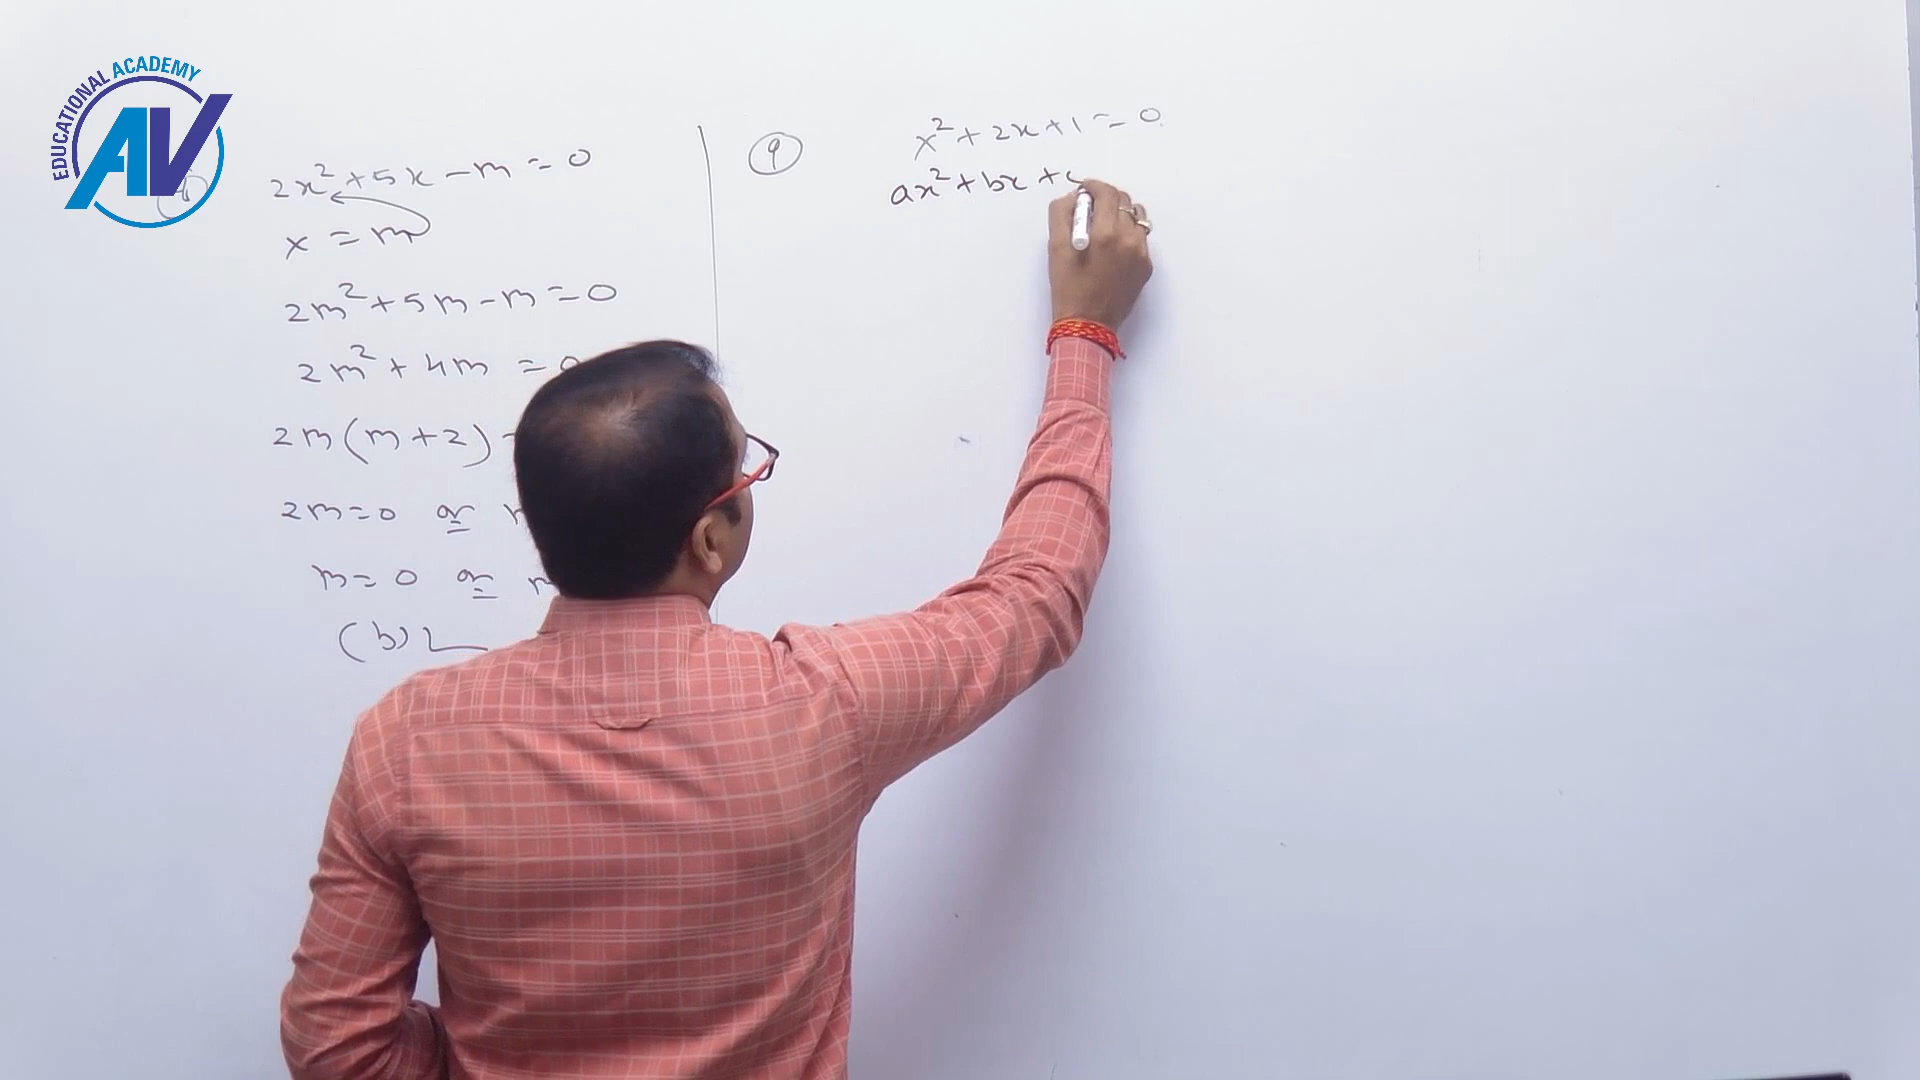 EDUCATIONAL ACADEMY
AV
2x² + 5x - m = 0
x = m
2m² + 5m - m = 0
2m² + 4m = 0
2m(m+2)
2m = 0 or
m = 0 or m
(b)
9
x² + 2x + 1 = 0
ax² + bx +